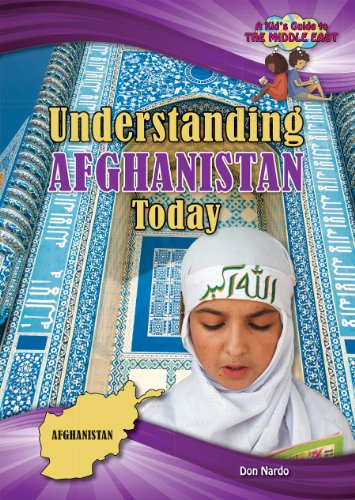 A Kid's Guide to
THE MIDDLE EAST
Understanding
AFGHANISTAN
Today
الله اكبر
AFGHANISTAN
Don Nardo